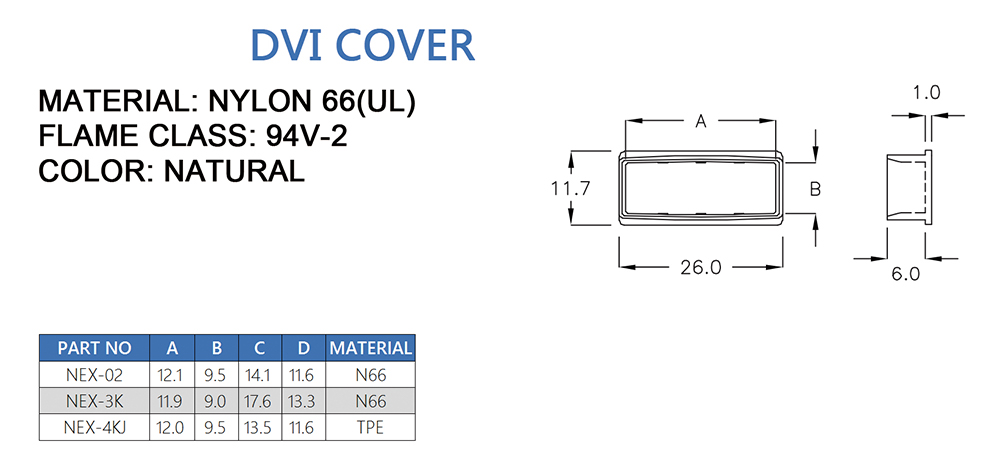 DVI COVER
MATERIAL: NYLON 66(UL)
FLAME CLASS: 94V-2
COLOR: NATURAL
1.0
A
11.7
B
26.0
6.0
PART NO A B C D MATERIAL
NEX-02 12.1 9.5 14.1 11.6 N66
NEX-3K 11.9 9.0 17.6 13.3 N66
NEX-4KJ 12.0 9.5 13.5 11.6 TPE